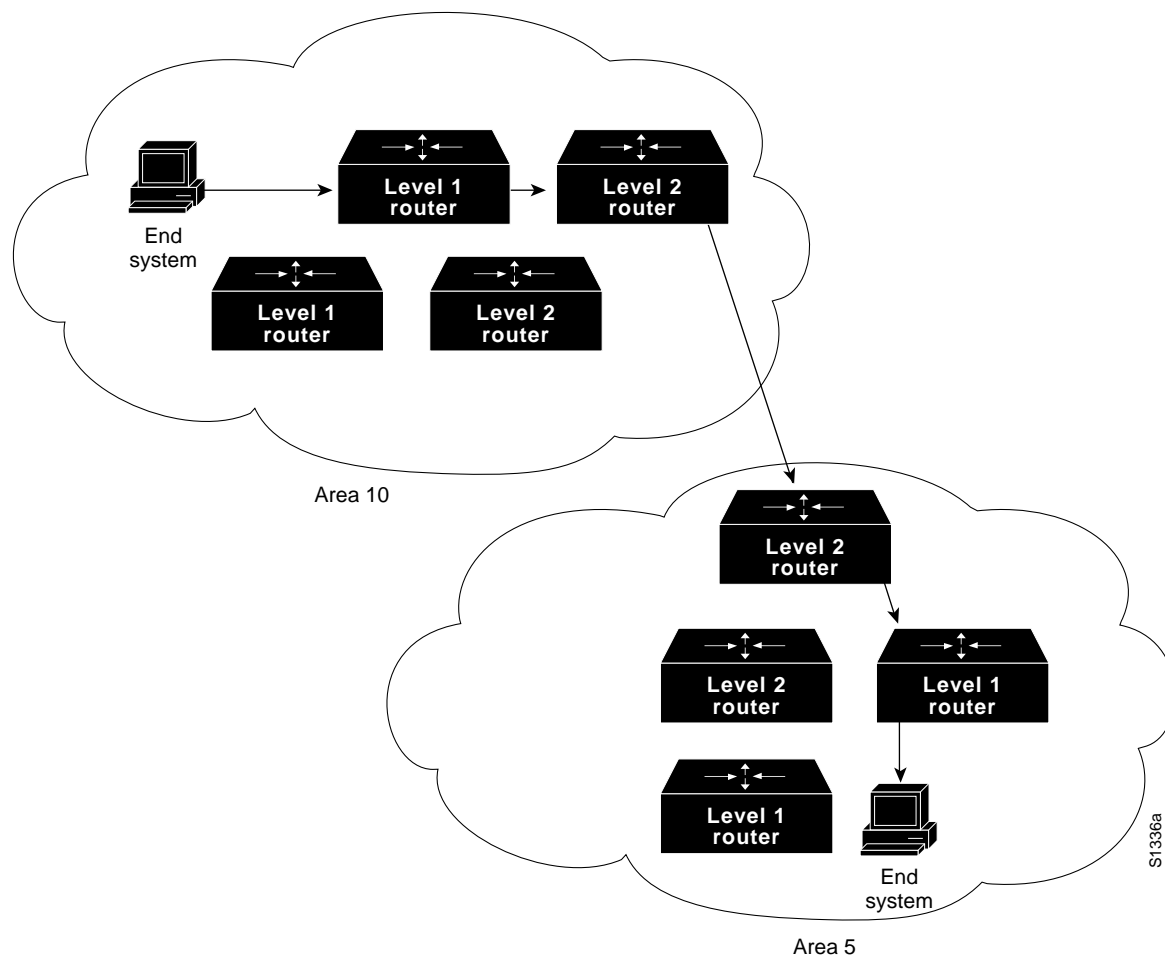 Level 1
router
Level 2
router
End
system
Level 1
router
Level 2
router
Area 10
Level 2
router
Level 2
router
Level 1
router
Level 1
router
End
system
S1336a
Area 5